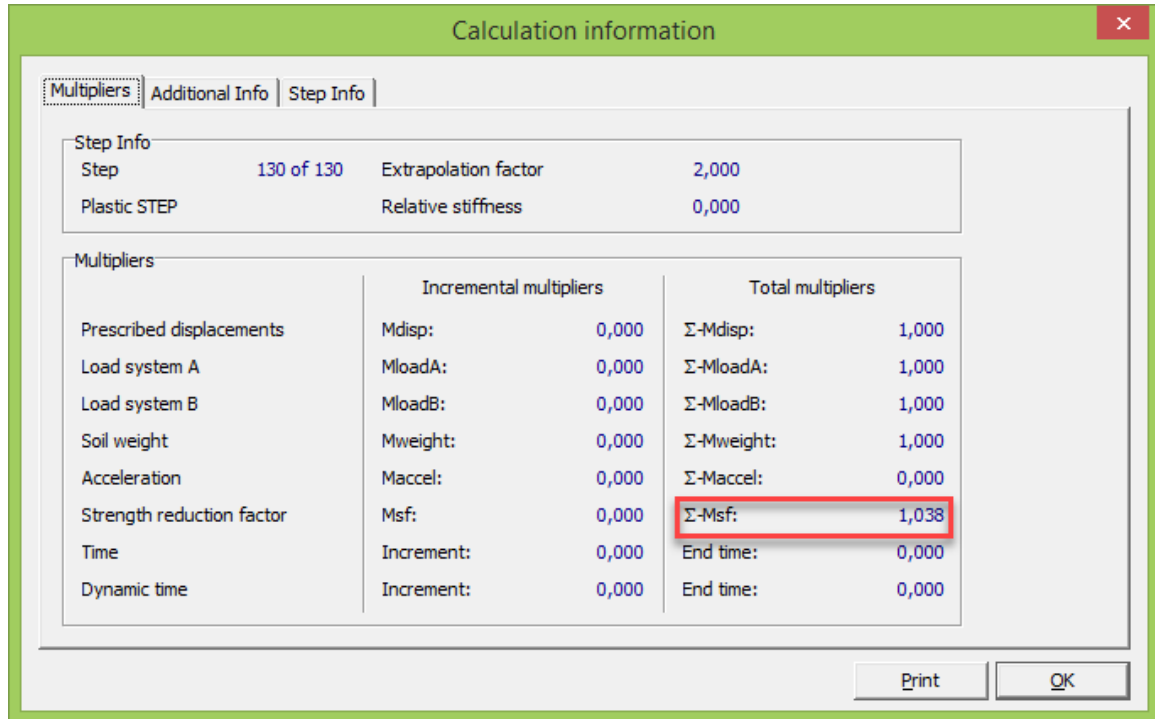 Calculation information
Multipliers Additional Info Step Info
Step Info
Step 130 of 130 Extrapolation factor 2,000
Plastic STEP Relative stiffness 0,000
Multipliers
Incremental multipliers Total multipliers
Prescribed displacements Mdisp: 0,000 Σ-Mdisp: 1,000
Load system A MloadA: 0,000 Σ-MloadA: 1,000
Load system B MloadB: 0,000 Σ-MloadB: 1,000
Soil weight Mweight: 0,000 Σ-Mweight: 1,000
Acceleration Maccel: 0,000 Σ-Maccel: 0,000
Strength reduction factor Msf: 0,000 Σ-Msf: 1,038
Time Increment: 0,000 End time: 0,000
Dynamic time Increment: 0,000 End time: 0,000
Print OK